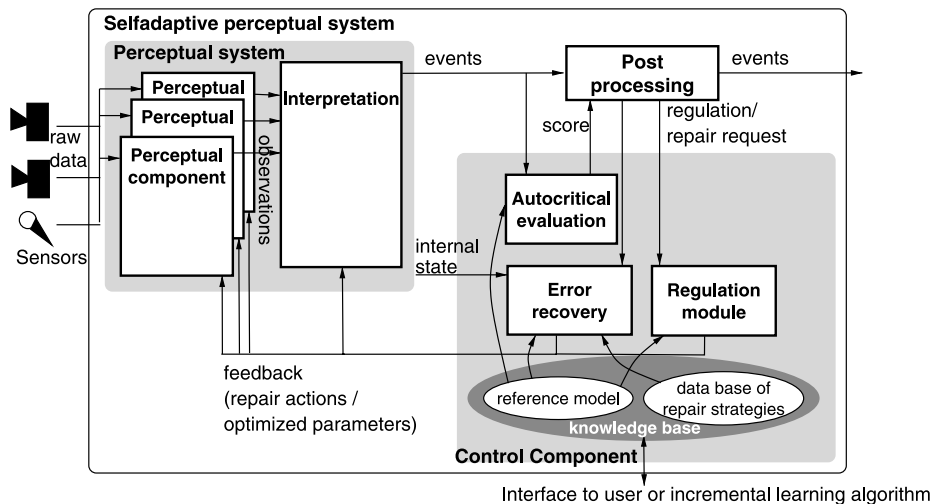 Selfadaptive perceptual system
Perceptual system
Perceptual
Perceptual
Perceptual
component
Interpretation
observations
raw
data
Sensors
events
Post
processing
events
score
regulation/
repair request
Autocritical
evaluation
internal
state
Error
recovery
Regulation
module
feedback
(repair actions /
optimized parameters)
reference model
data base of
repair strategies
knowledge base
Control Component
Interface to user or incremental learning algorithm